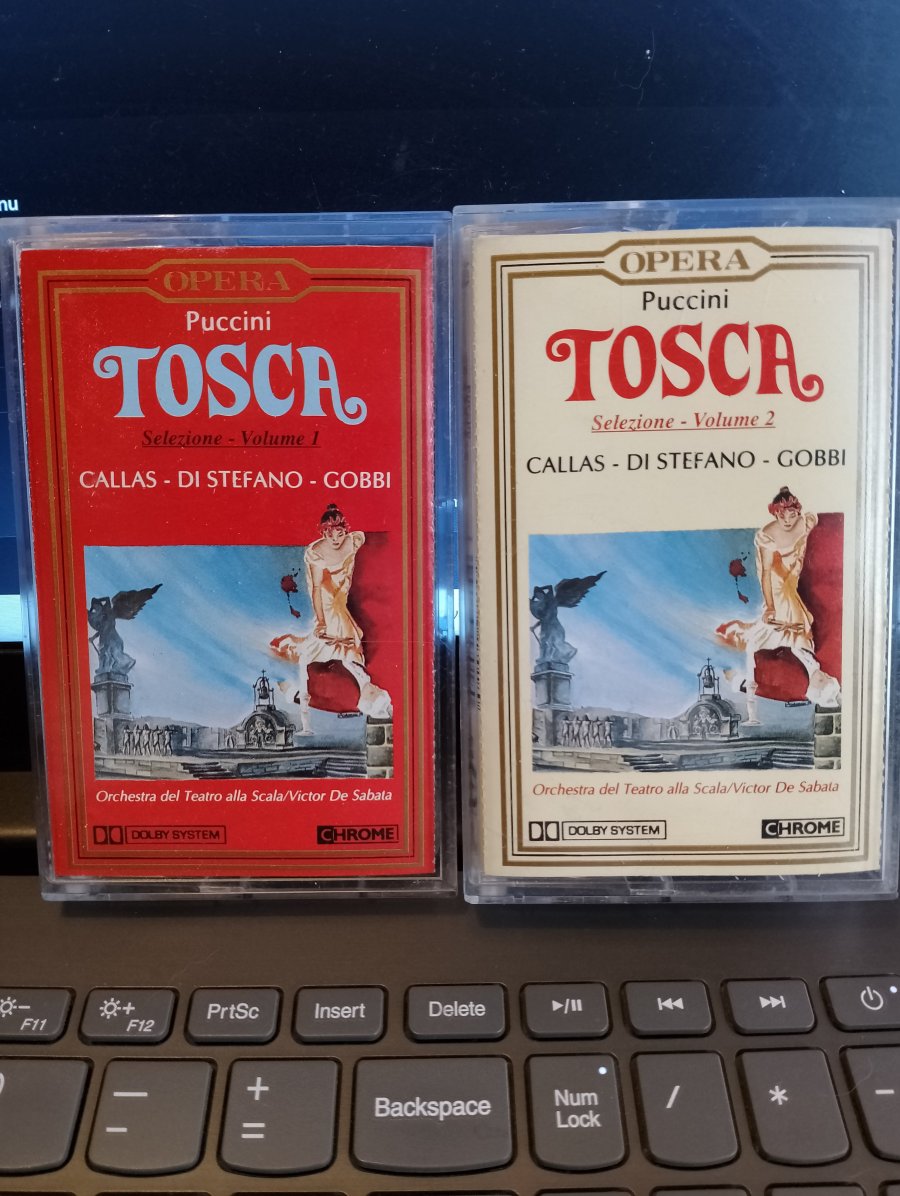 nu
OPERA
Puccini
TOSCA
Selezione - Volume 1
CALLAS - DI STEFANO - GOBBI
Orchestra del Teatro alla Scala/Victor De Sabata
DOLBY SYSTEM
CHROME
OPERA
Puccini
TOSCA
Selezione - Volume 2
CALLAS - DI STEFANO - GOBBI
Orchestra del Teatro alla Scala/Victor De Sabata
DOLBY SYSTEM
CHROME
F11
F12
PrtSc
Insert
Delete
Backspace
Num
Lock
/
*
-
+
=